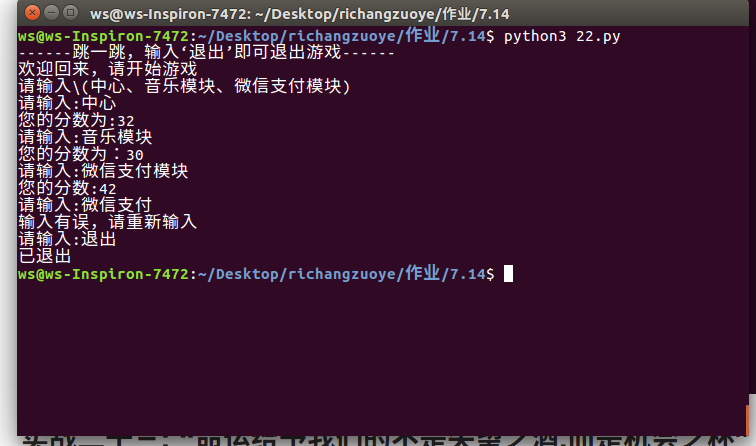 ws@ws-Inspiron-7472: ~/Desktop/richangzuoye/作业/7.14
ws@ws-Inspiron-7472:~/Desktop/richangzuoye/作业/7.14$ python3 22.py
------跳一跳，输入‘退出’即可退出游戏------
欢迎回来，请开始游戏
请输入\(中心、音乐模块、微信支付模块)
请输入:中心
您的分数为:32
请输入:音乐模块
您的分数为：30
请输入:微信支付模块
您的分数:42
请输入:微信支付
输入有误，请重新输入
请输入:退出
已退出
ws@ws-Inspiron-7472:~/Desktop/richangzuoye/作业/7.14$